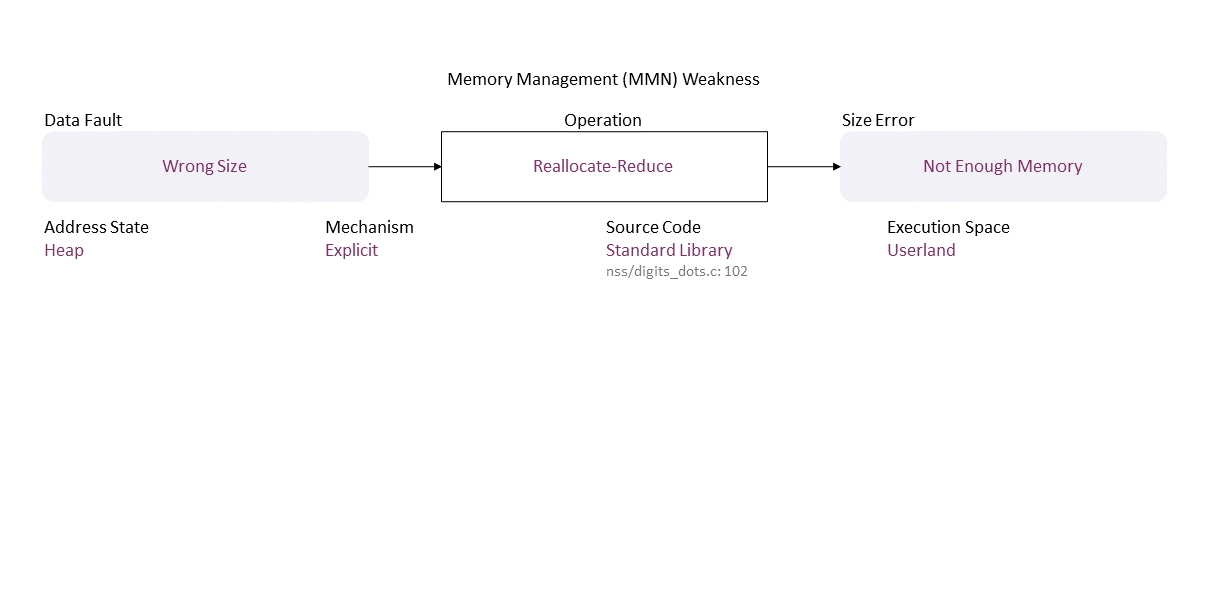 Memory Management (MMN) Weakness
Data Fault
Operation
Size Error
Wrong Size
Reallocate-Reduce
Not Enough Memory
Address State
Mechanism
Source Code
Execution Space
Heap
Explicit
Standard Library
Userland
nss/digits_dots.c: 102